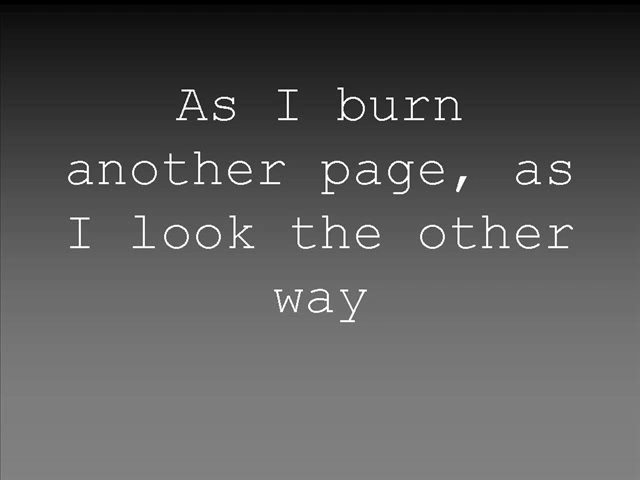 As I burn
another page, as
I look the other
way